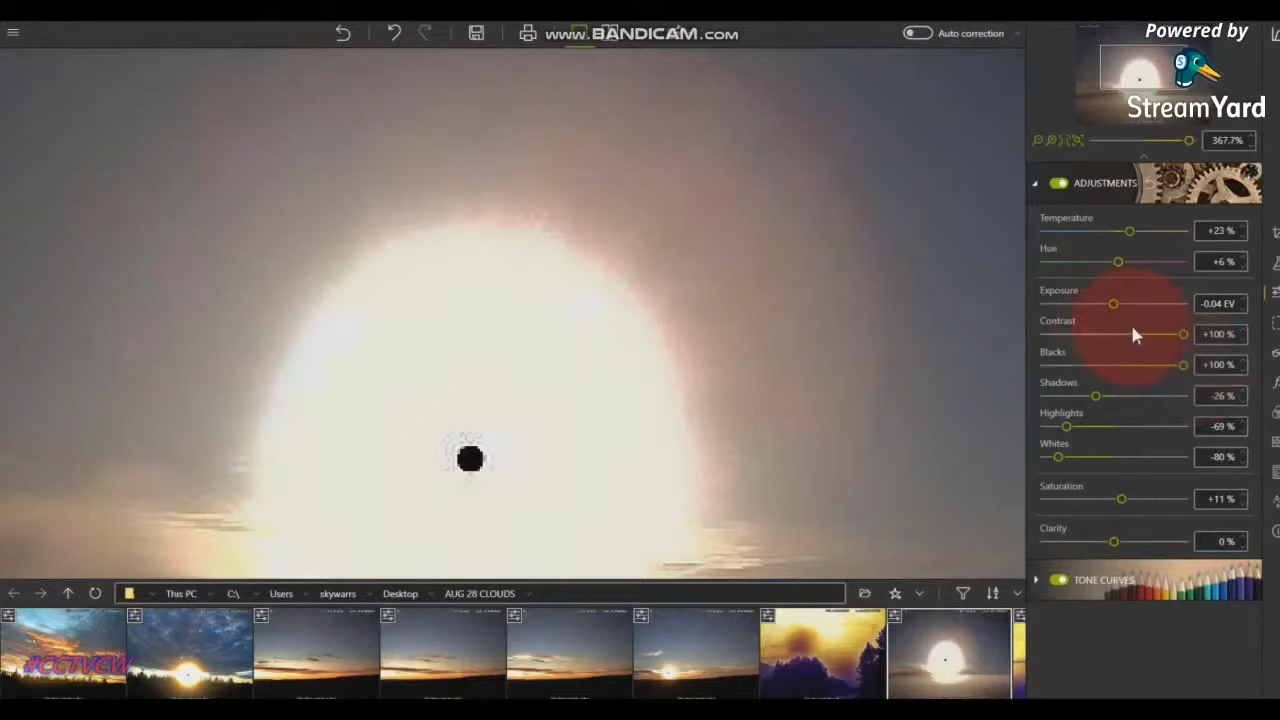 www.BANDICAM.com
Auto correction
Powered by
StreamYard
367.7%
ADJUSTMENTS
Temperature
+23 %
Hue
+6 %
Exposure
-0.04 EV
Contrast
+100 %
Blacks
+100 %
Shadows
-26 %
Highlights
-69 %
Whites
-80 %
Saturation
+11 %
Clarity
0 %
TONE CURVES
This PC
C:\
Users
skywarrs
Desktop
AUG 28 CLOUDS
#CCTVCW